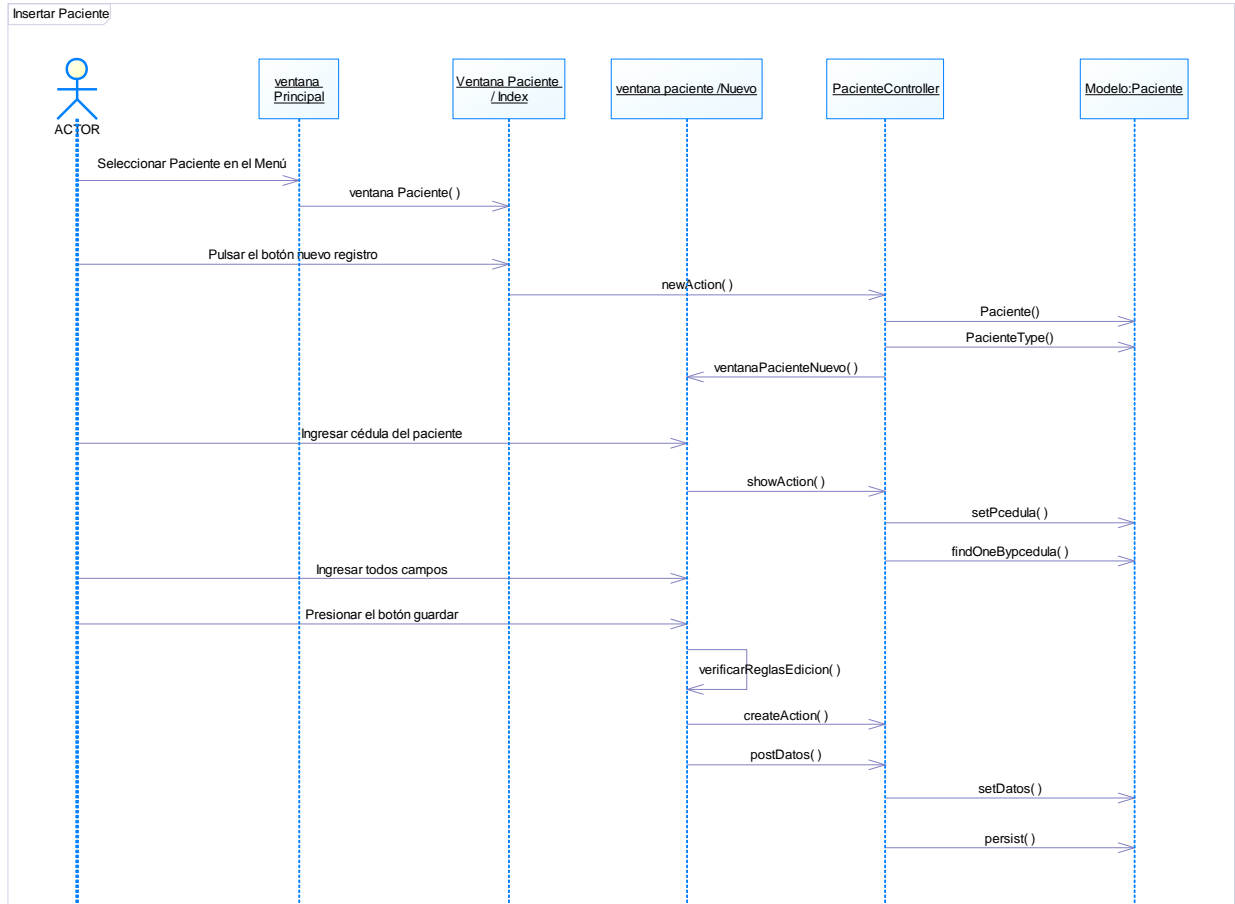 Insertar Paciente
ACTOR
ventana
Principal
Ventana Paciente
/ Index
ventana paciente /Nuevo
PacienteController
Modelo:Paciente
Seleccionar Paciente en el Menú
ventana Paciente( )
Pulsar el botón nuevo registro
newAction( )
Paciente()
PacienteType()
ventanaPacienteNuevo( )
Ingresar cédula del paciente
showAction( )
setPcedula( )
findOneBypcedula( )
Ingresar todos campos
Presionar el botón guardar
verificarReglasEdicion( )
createAction( )
postDatos( )
setDatos( )
persist( )